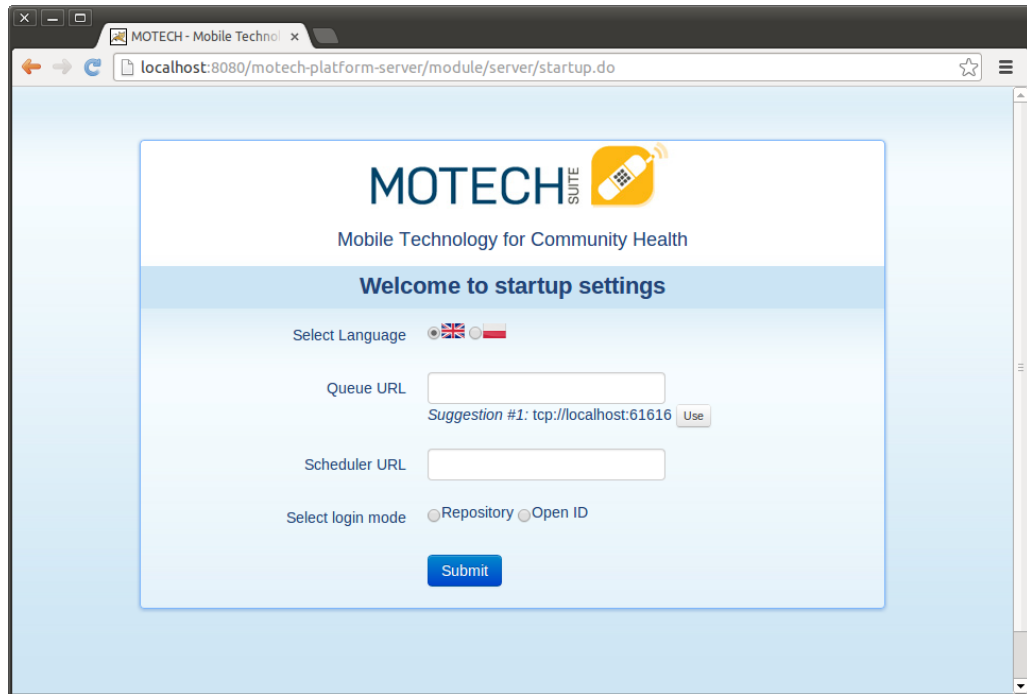 MOTECH - Mobile Technol
localhost:8080/motech-platform-server/module/server/startup.do
MOTECH SUITE
Mobile Technology for Community Health
Welcome to startup settings
Select Language
Queue URL
Suggestion #1: tcp://localhost:61616 Use
Scheduler URL
Select login mode Repository Open ID
Submit